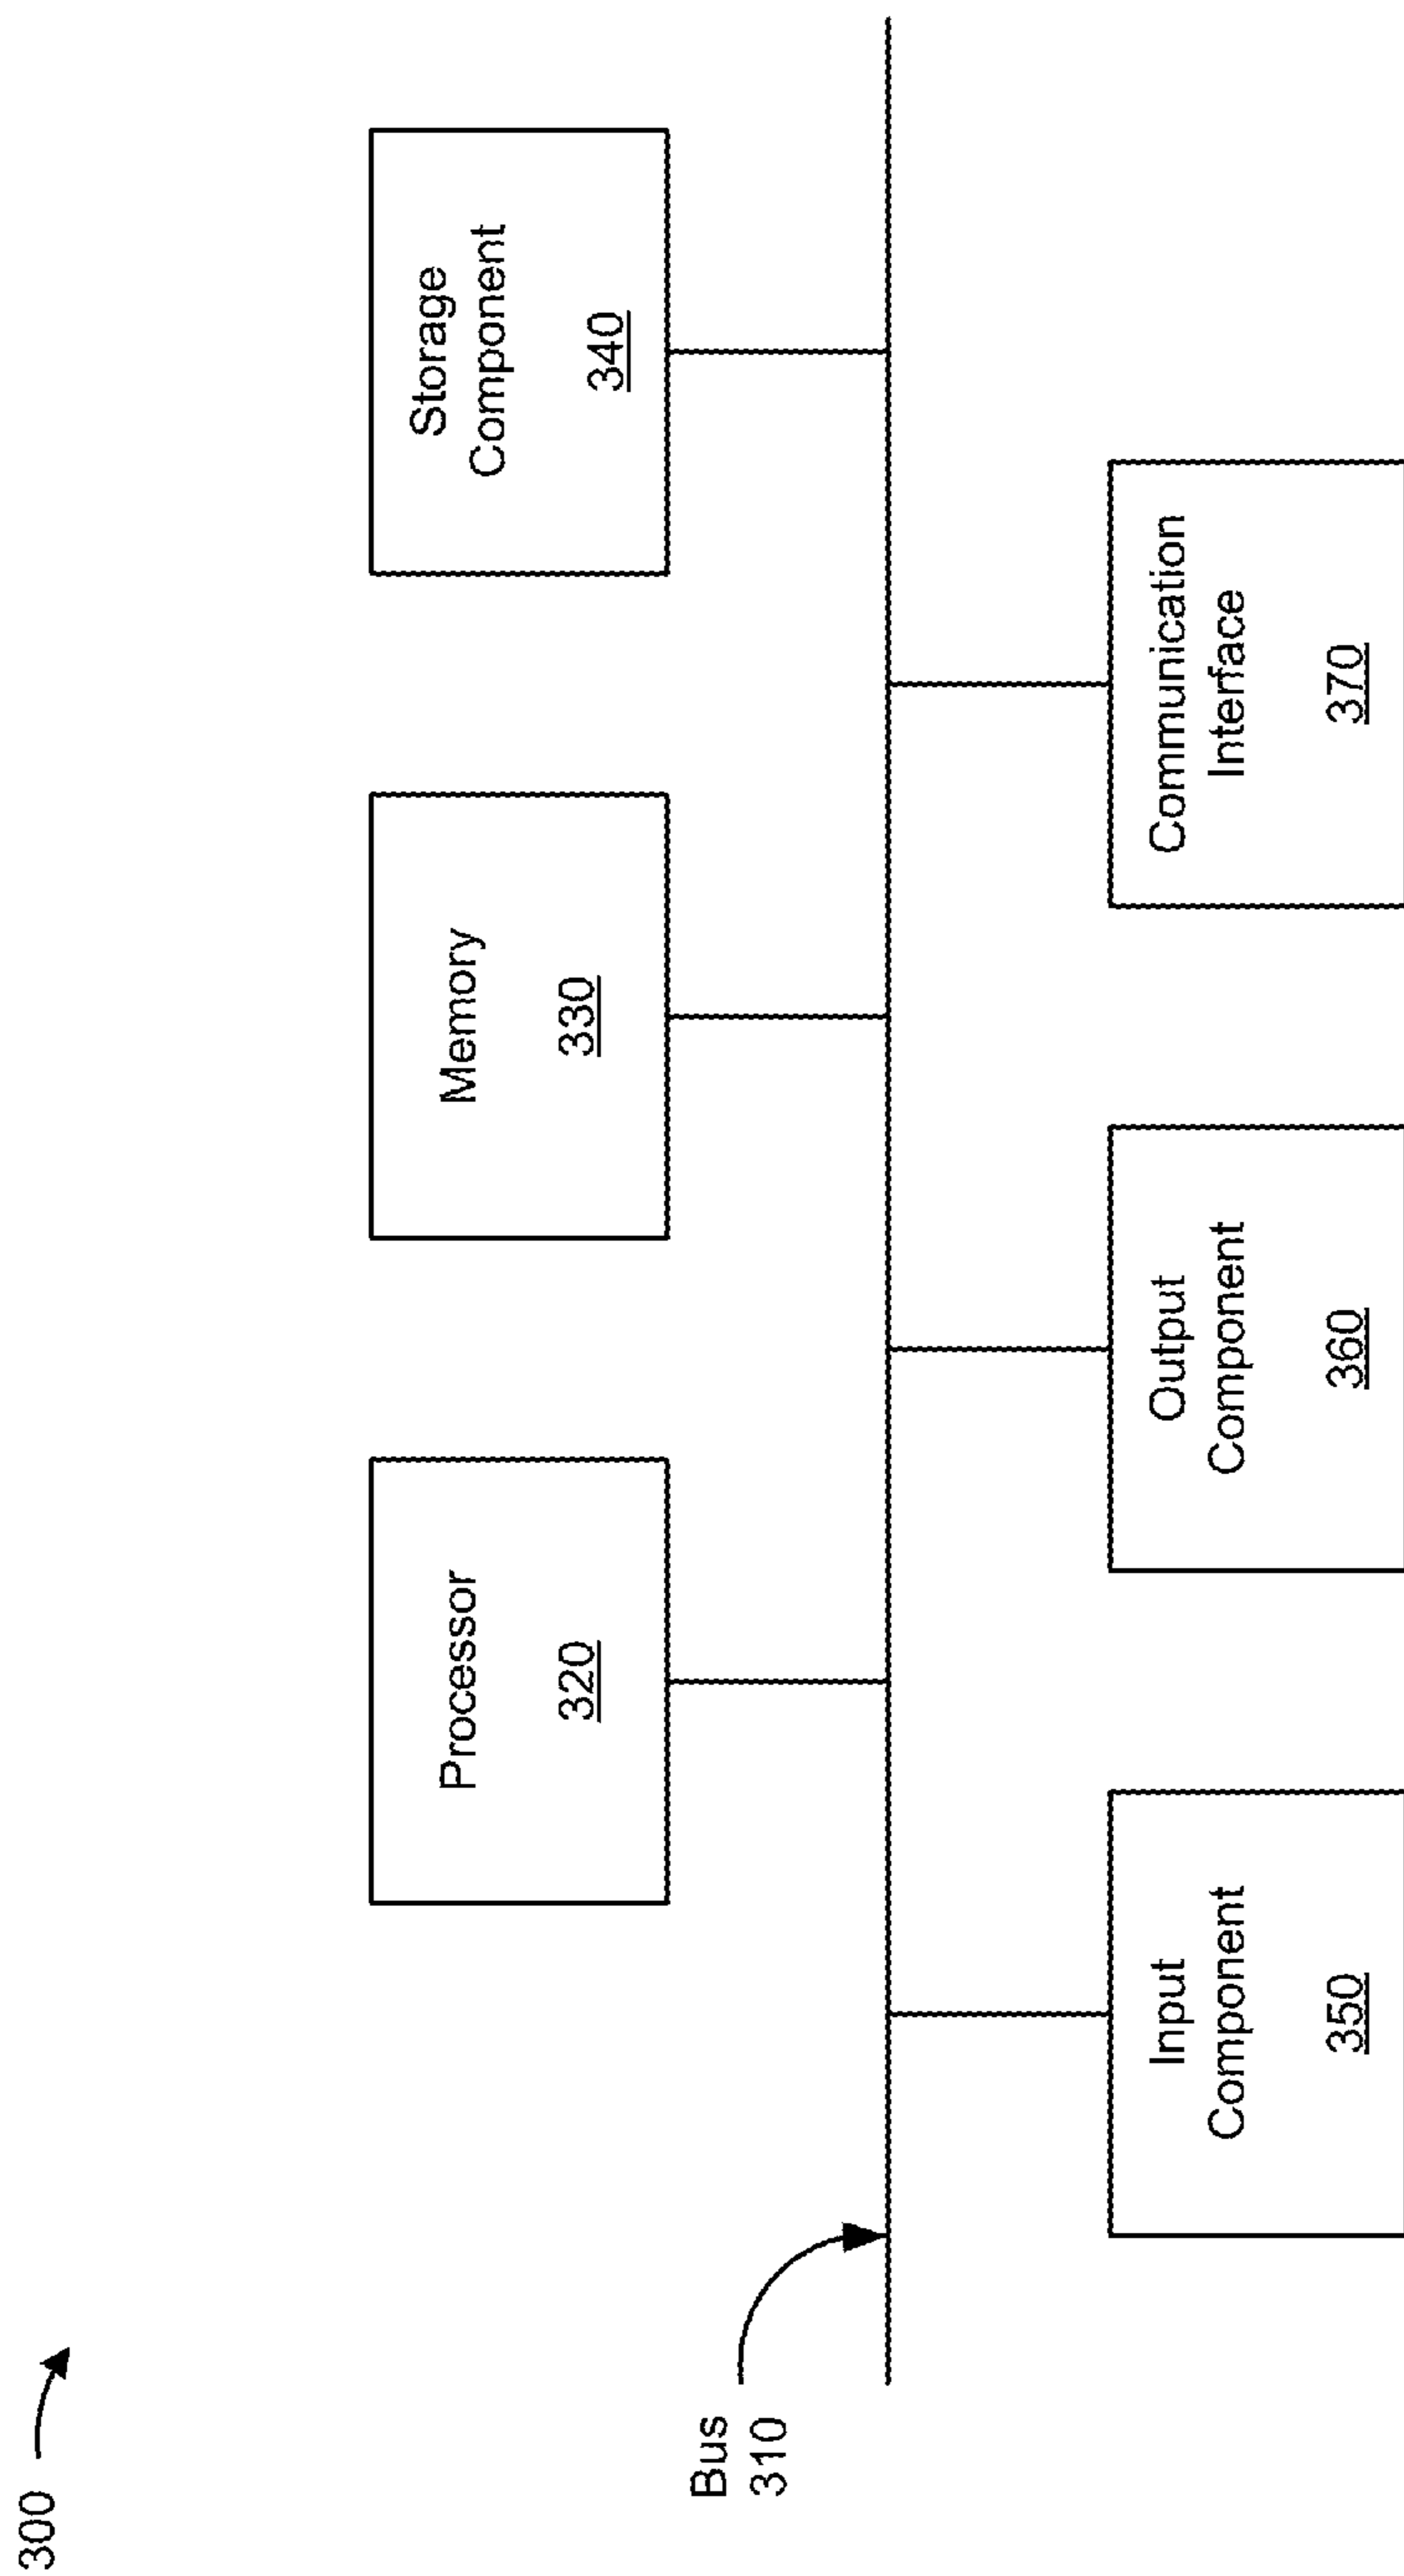 300
Processor
320
Memory
330
Storage
Component
340
Bus
310
Input
Component
350
Output
Component
360
Communication
Interface
370